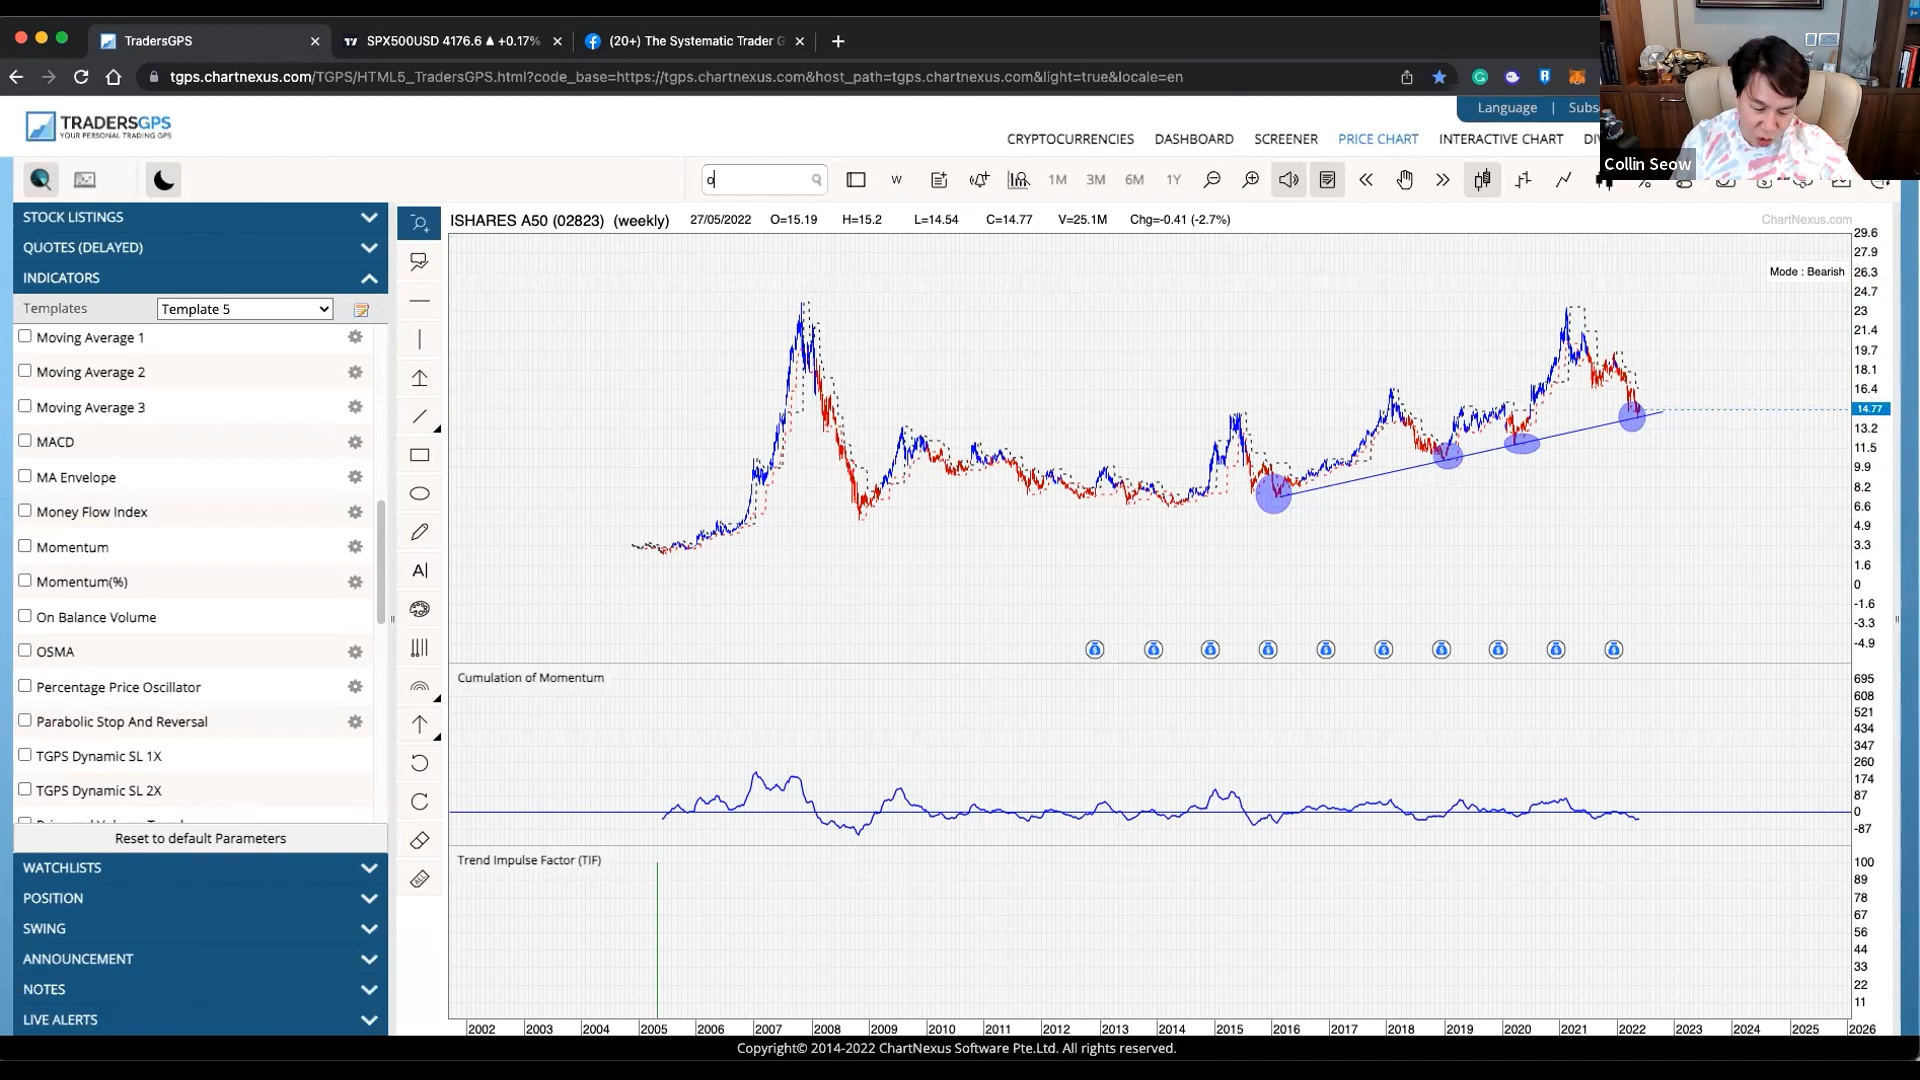 TradersGPS
SPX500USD 4176.6 ▲ +0.17%
(20+) The Systematic Trader G
tgps.chartnexus.com/TGPS/HTML5_TradersGPS.html?code_base=https://tgps.chartnexus.com&host_path=tgps.chartnexus.com&light=true&locale=en
Language | Subs
TRADERSGPS
YOUR PERSONAL TRADING GPS
CRYPTOCURRENCIES
DASHBOARD
SCREENER
PRICE CHART
INTERACTIVE CHART
DI
Collin Seow
o
W
1M
3M
6M
1Y
STOCK LISTINGS
QUOTES (DELAYED)
INDICATORS
Templates
Template 5
Moving Average 1
Moving Average 2
Moving Average 3
MACD
MA Envelope
Money Flow Index
Momentum
Momentum(%)
On Balance Volume
OSMA
Percentage Price Oscillator
Parabolic Stop And Reversal
TGPS Dynamic SL 1X
TGPS Dynamic SL 2X
Reset to default Parameters
WATCHLISTS
POSITION
SWING
ANNOUNCEMENT
NOTES
LIVE ALERTS
A|
ALL
ISHARES A50 (02823) (weekly) 27/05/2022 O=15.19 H=15.2 L=14.54 C=14.77 V=25.1M Chg=-0.41 (-2.7%)
ChartNexus.com
Mode : Bearish
29.6
27.9
26.3
24.7
23
21.4
19.7
18.1
16.4
14.77
13.2
11.5
9.9
8.2
6.6
4.9
3.3
1.6
0
-1.6
-3.3
-4.9
Cumulation of Momentum
695
608
521
434
347
260
174
87
0
-87
Trend Impulse Factor (TIF)
100
89
78
67
56
44
33
22
11
2002 2003 2004 2005 2006 2007 2008 2009 2010 2011 2012 2013 2014 2015 2016 2017 2018 2019 2020 2021 2022 2023 2024 2025 2026
Copyright© 2014-2022 ChartNexus Software Pte.Ltd. All rights reserved.